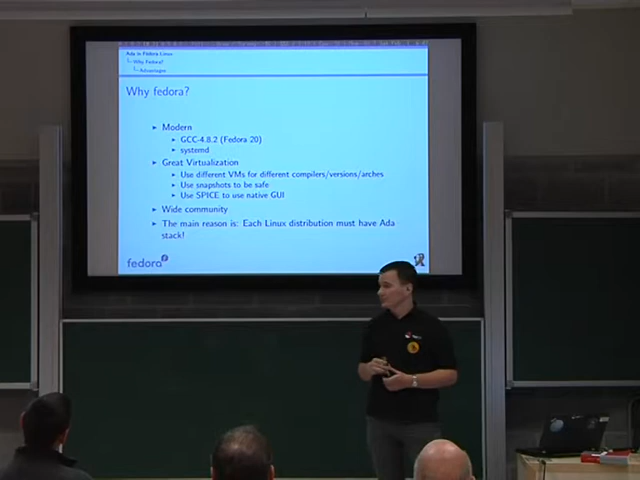 Ada in Fedora Linux
Why Fedora?
Advantages
Why fedora?
Modern
GCC-4.8.2 (Fedora 20)
systemd
Great Virtualization
Use different VMs for different compilers/versions/arches
Use snapshots to be safe
Use SPICE to use native GUI
Wide community
The main reason is: Each Linux distribution must have Ada
stack!
fedora